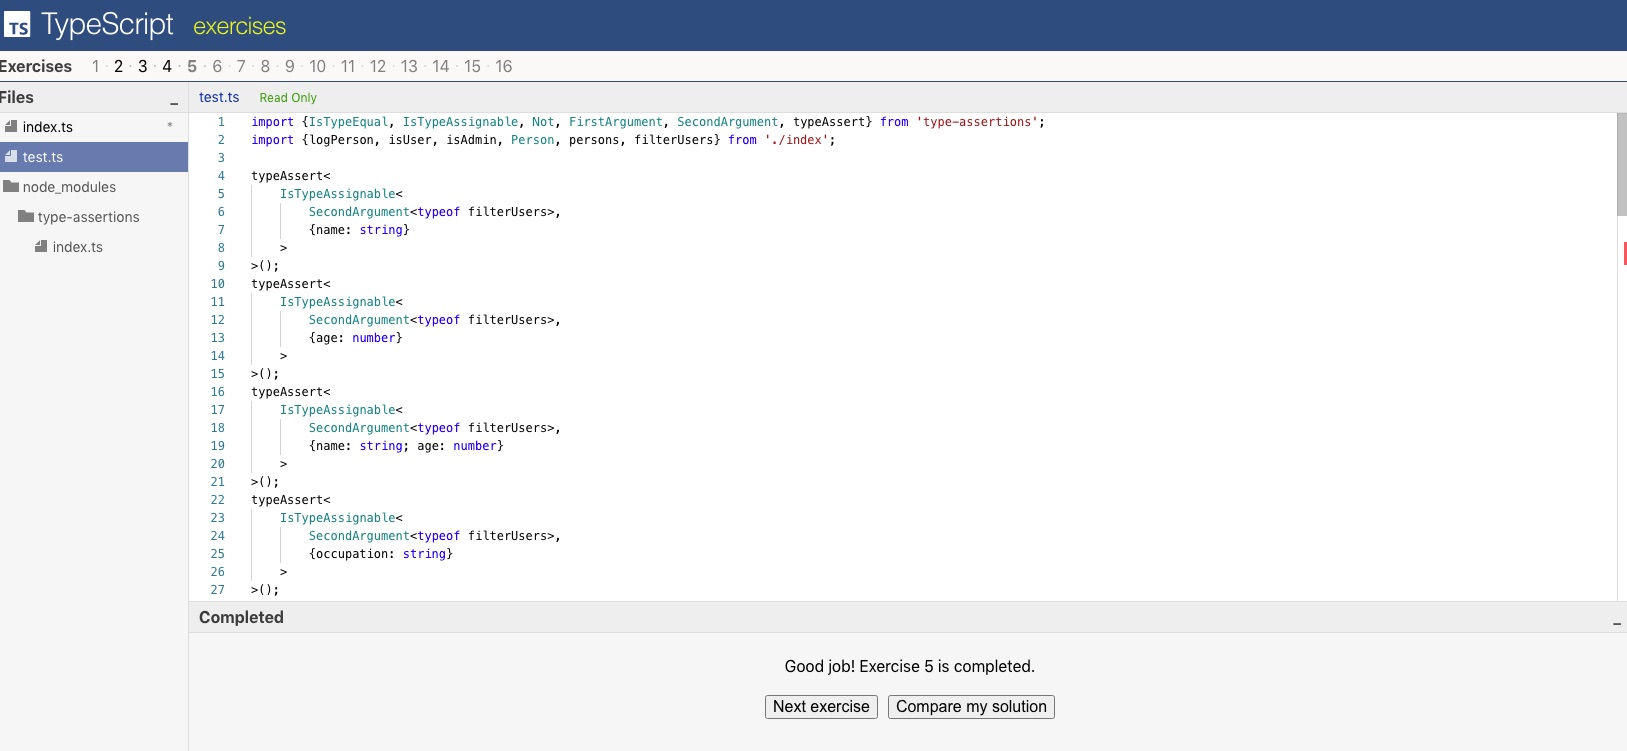 TS TypeScript exercises
Exercises 1 · 2 · 3 · 4 · 5 · 6 · 7 · 8 · 9 · 10 · 11 · 12 · 13 · 14 · 15 · 16
Files _
index.ts *
test.ts
node_modules
type-assertions
index.ts
test.ts Read Only
1 import {IsTypeEqual, IsTypeAssignable, Not, FirstArgument, SecondArgument, typeAssert} from 'type-assertions';
2 import {logPerson, isUser, isAdmin, Person, persons, filterUsers} from './index';
3
4 typeAssert<
5     IsTypeAssignable<
6         SecondArgument<typeof filterUsers>,
7         {name: string}
8     >
9 >();
10 typeAssert<
11     IsTypeAssignable<
12         SecondArgument<typeof filterUsers>,
13         {age: number}
14     >
15 >();
16 typeAssert<
17     IsTypeAssignable<
18         SecondArgument<typeof filterUsers>,
19         {name: string; age: number}
20     >
21 >();
22 typeAssert<
23     IsTypeAssignable<
24         SecondArgument<typeof filterUsers>,
25         {occupation: string}
26     >
27 >();
Completed _
Good job! Exercise 5 is completed.
Next exercise Compare my solution